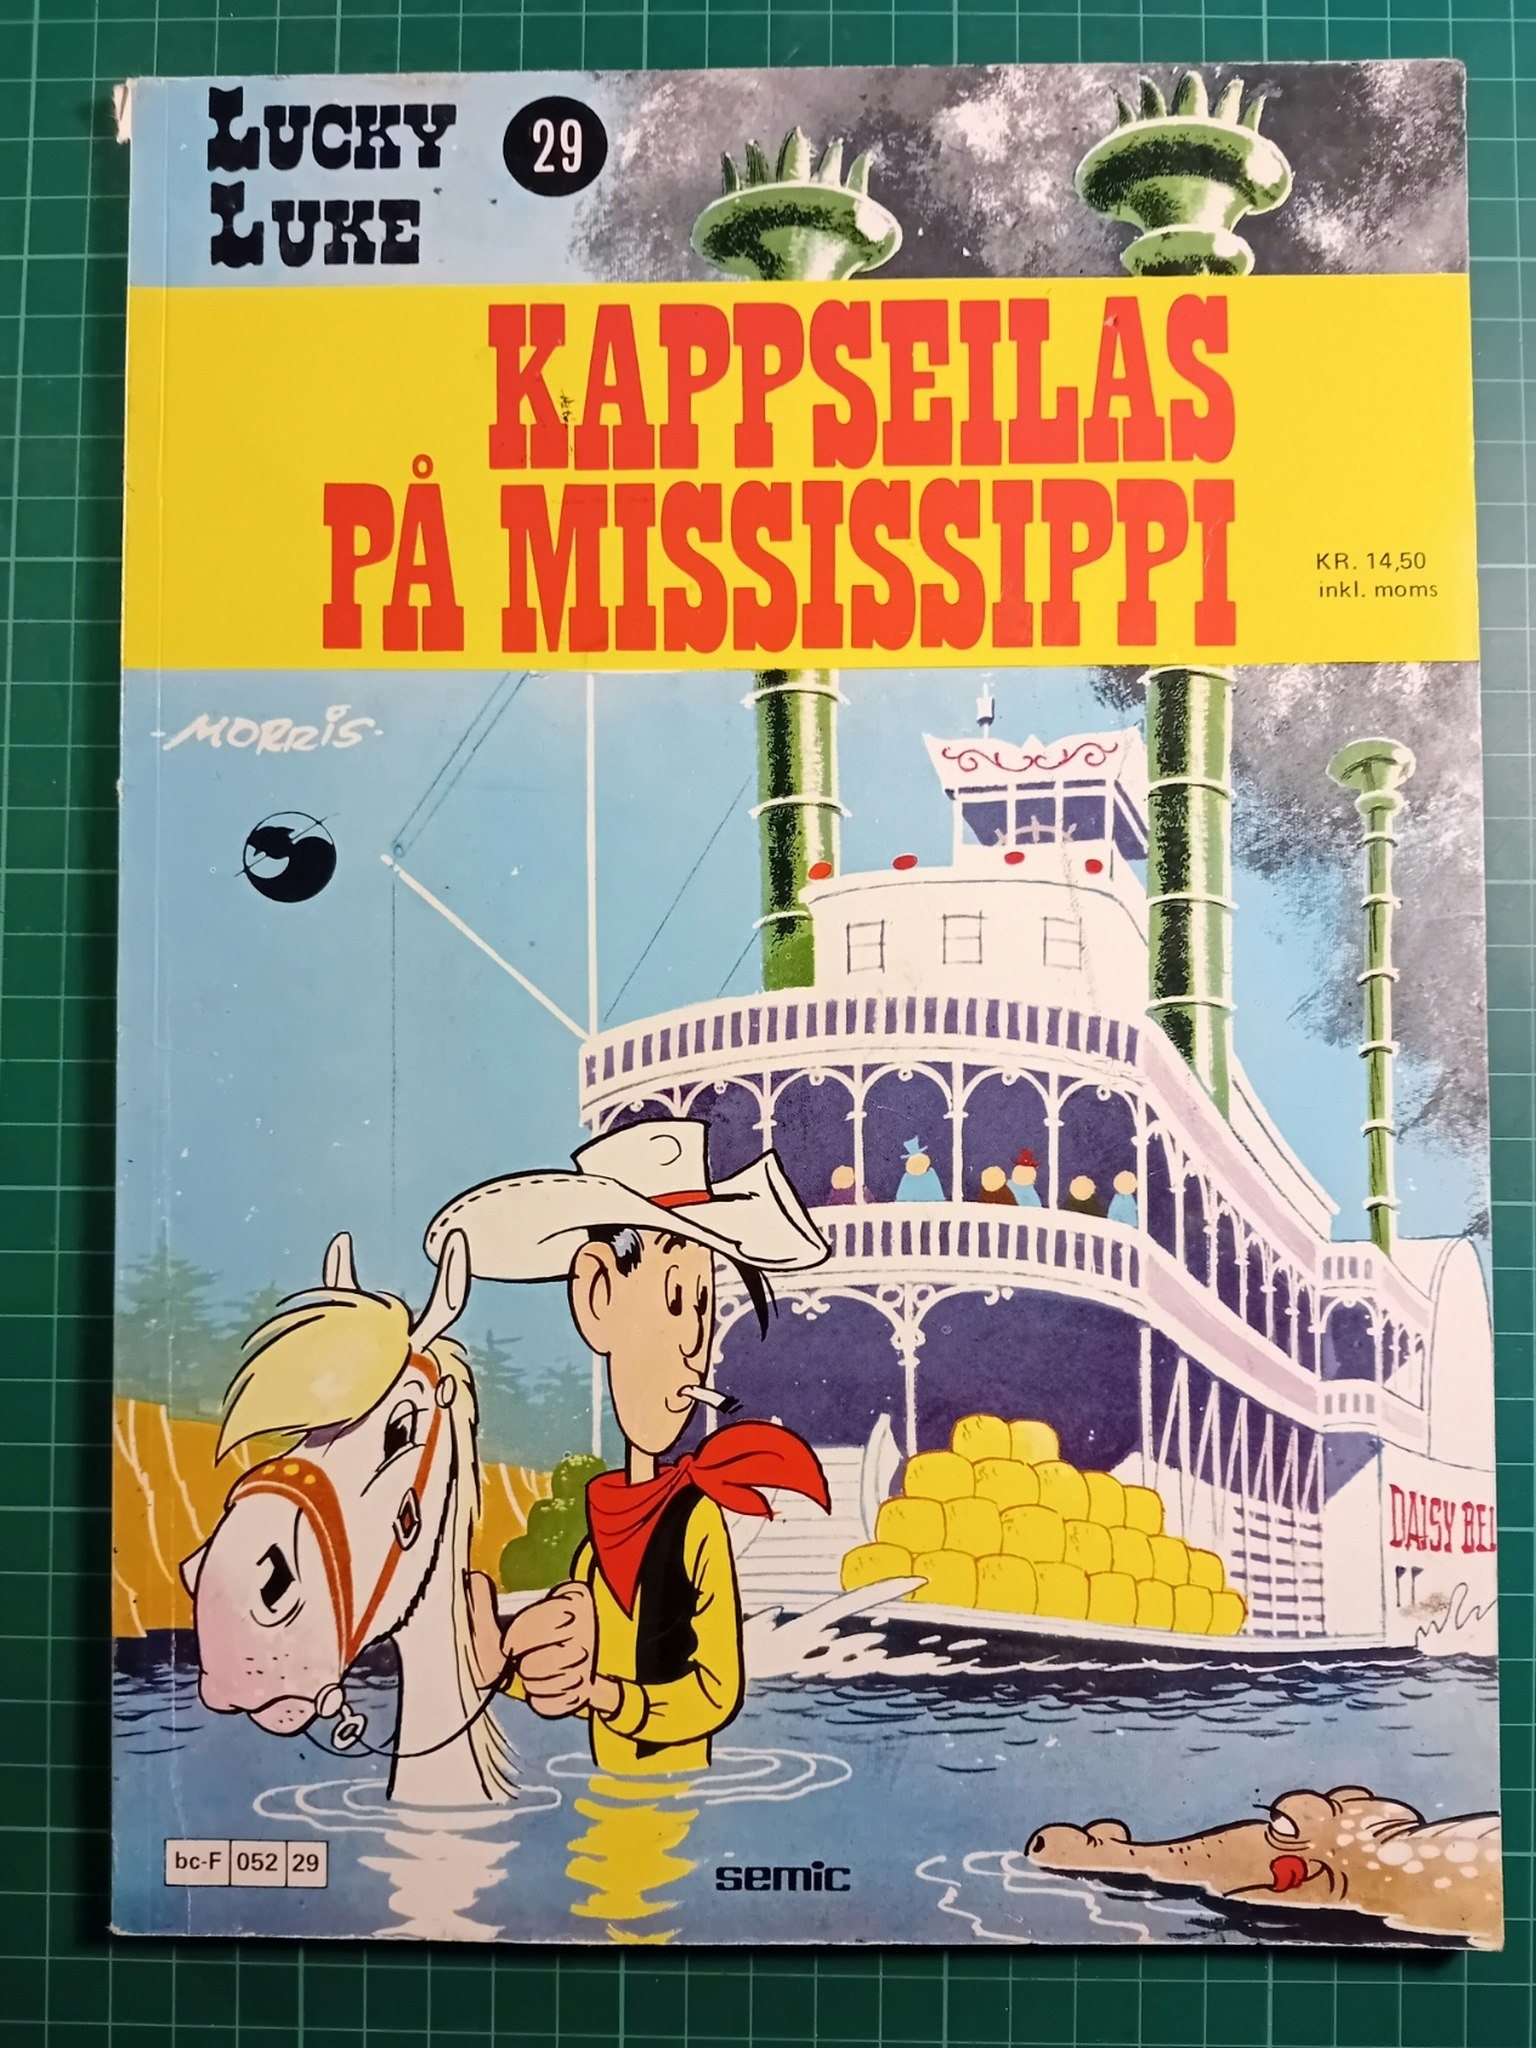 LUCKY
LUKE
29
KAPPSEILAS
PÅ MISSISSIPPI
KR. 14,50
inkl. moms
MORRIS
DAISY BEL
bc-F 052 29
semic